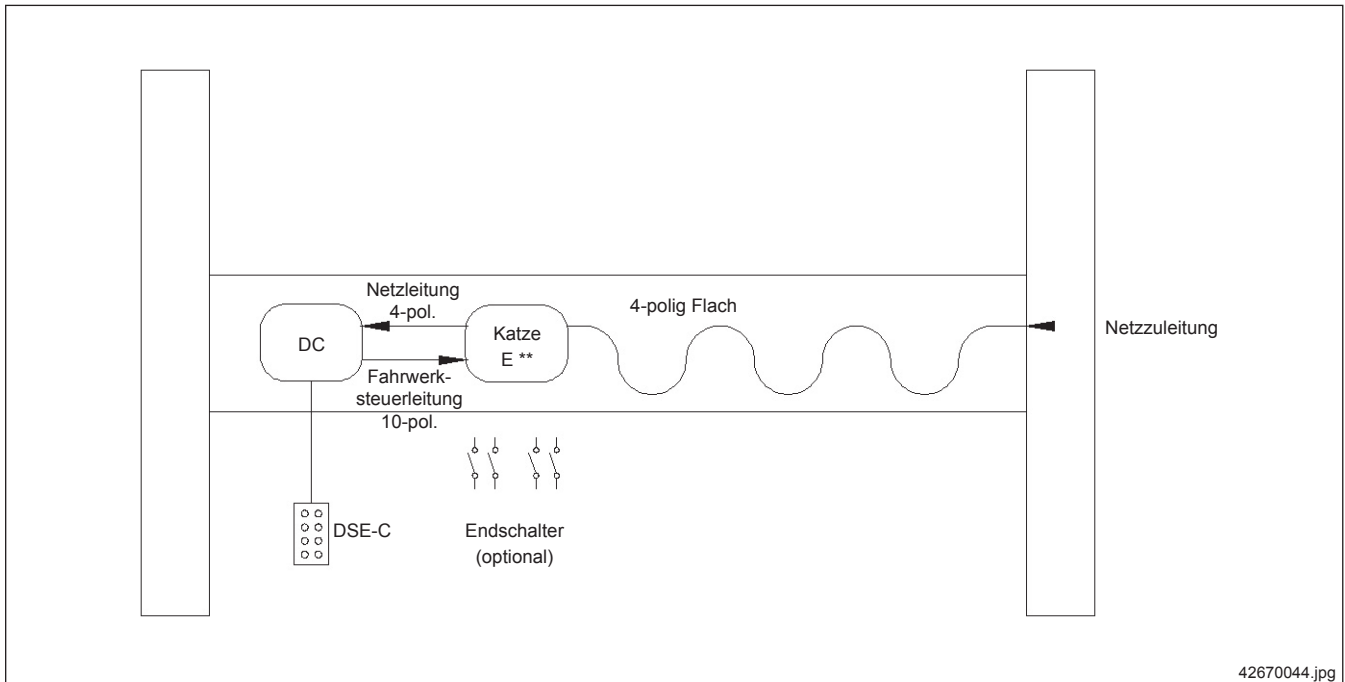 Netzleitung
4-pol.
DC
Katze
E **
4-polig Flach
Netzzuleitung
Fahrwerk-
steuerleitung
10-pol.
DSE-C
Endschalter
(optional)
42670044.jpg